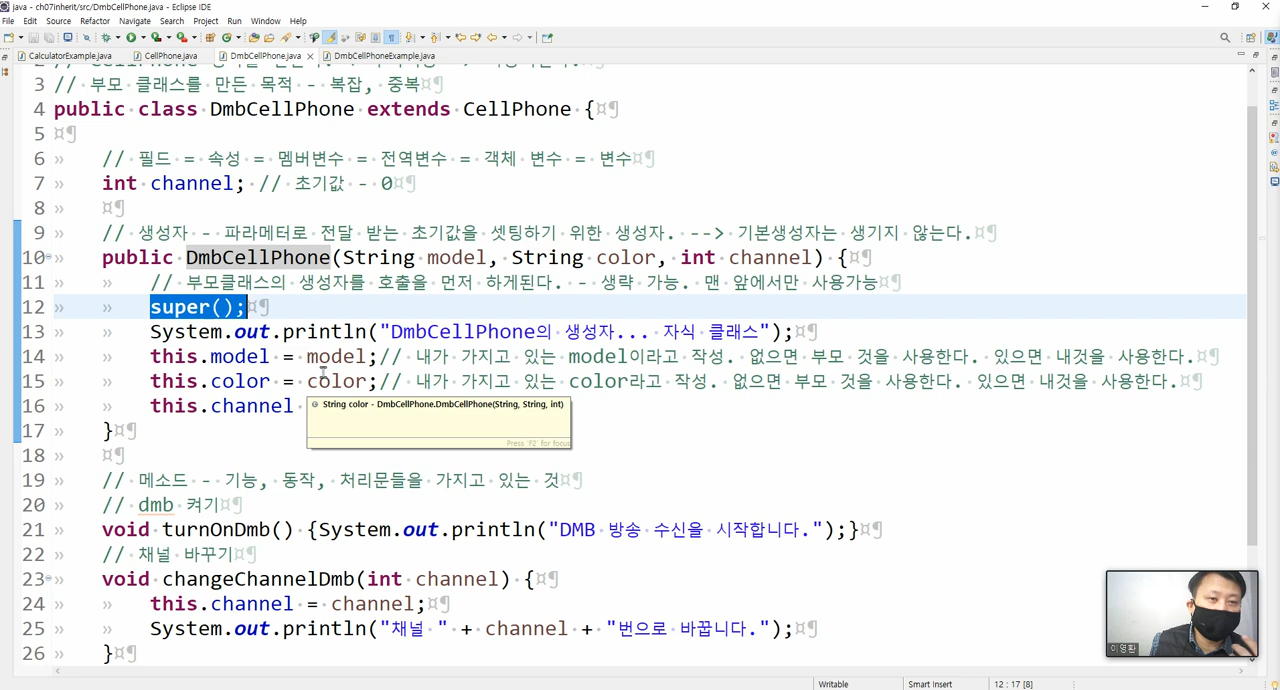 java - ch07inherit/src/DmbCellPhone.java - Eclipse IDE
File Edit Source Refactor Navigate Search Project Run Window Help
CalculatorExample.java CellPhone.java DmbCellPhone.java DmbCellPhoneExample.java
3 // 부모 클래스를 만든 목적 - 복잡, 중복
4 public class DmbCellPhone extends CellPhone {
5
6 // 필드 = 속성 = 멤버변수 = 전역변수 = 객체 변수 = 변수
7 int channel; // 초기값 - 0
8
9 // 생성자 - 파라메터로 전달 받는 초기값을 셋팅하기 위한 생성자. --> 기본생성자는 생기지 않는다.
10 public DmbCellPhone(String model, String color, int channel) {
11 // 부모클래스의 생성자를 호출을 먼저 하게된다. - 생략 가능. 맨 앞에서만 사용가능
12 super();
13 System.out.println("DmbCellPhone의 생성자... 자식 클래스");
14 this.model = model;// 내가 가지고 있는 model이라고 작성. 없으면 부모 것을 사용한다. 있으면 내것을 사용한다.
15 this.color = color;// 내가 가지고 있는 color라고 작성. 없으면 부모 것을 사용한다. 있으면 내것을 사용한다.
16 this.channel
String color - DmbCellPhone.DmbCellPhone(String, String, int)
Press 'F2' for focus
17 }
18
19 // 메소드 - 기능, 동작, 처리문들을 가지고 있는 것
20 // dmb 켜기
21 void turnOnDmb() {System.out.println("DMB 방송 수신을 시작합니다.");}
22 // 채널 바꾸기
23 void changeChannelDmb(int channel) {
24 this.channel = channel;
25 System.out.println("채널 " + channel + "번으로 바꿉니다.");
26 }
이영환
Writable Smart Insert 12 : 17 [8]